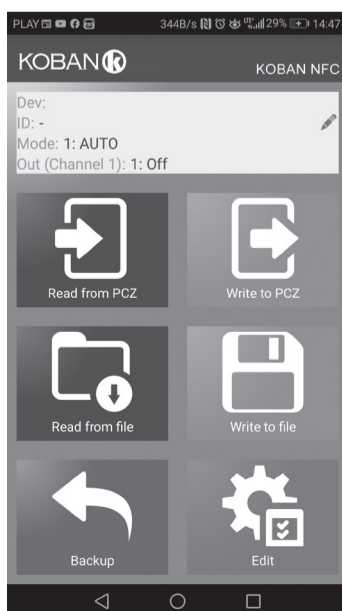 PLAY 344B/s LTE 29% 14:47
KOBAN K
KOBAN NFC
Dev:
ID: -
Mode: 1: AUTO
Out (Channel 1): 1: Off
Read from PCZ
Write to PCZ
Read from file
Write to file
Backup
Edit